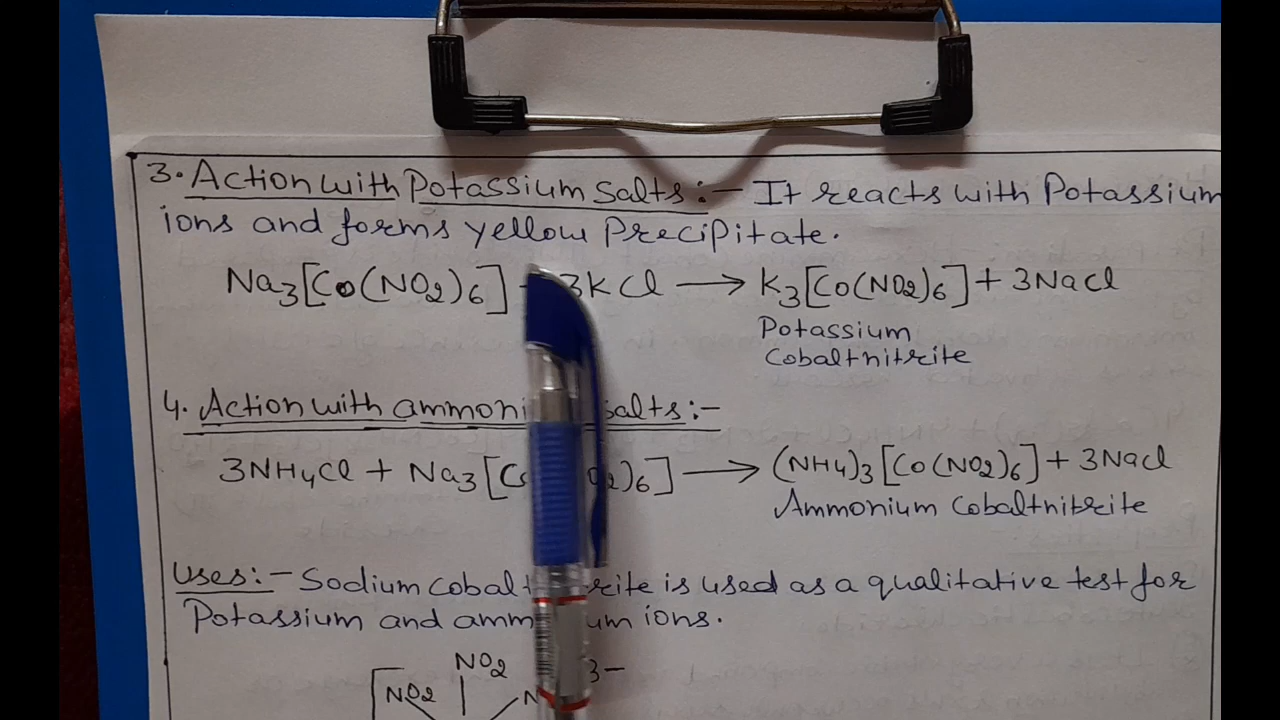 3. Action with Potassium Salts:- It reacts with Potassium
ions and forms yellow Precipitate.
Na3[Co(NO2)6] + 3KCl → K3[Co(NO2)6] + 3NaCl
Potassium
Cobaltnitrite
4. Action with salts:-
3NH4Cl + Na3[Co O2)6] → (NH4)3[Co(NO2)6] + 3NaCl
Ammonium Cobaltnitrite
Uses:- Sodium is used as a qualitative test for
Potassium and ions.
NO2 3-
[NO2 N